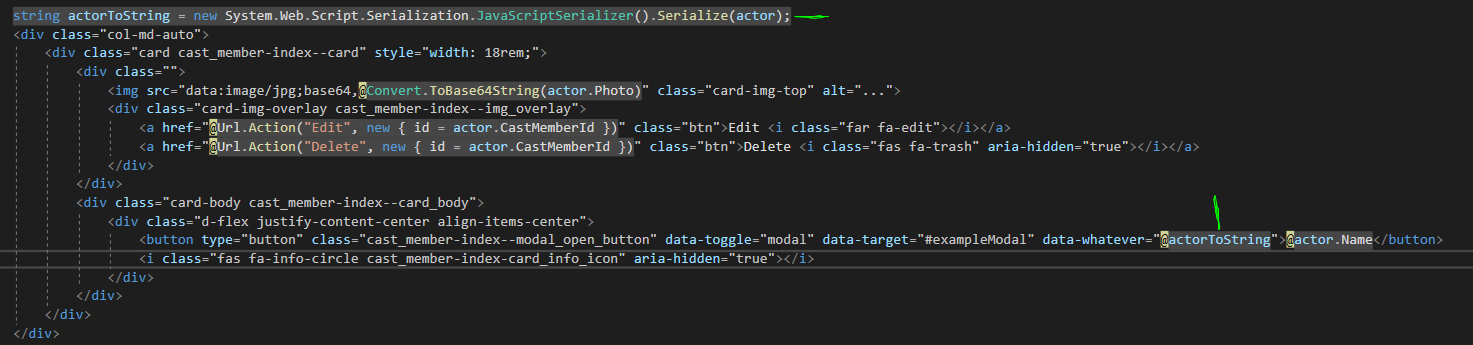 string actorToString = new System.Web.Script.Serialization.JavaScriptSerializer().Serialize(actor);
<div class="col-md-auto">
<div class="card cast_member-index--card" style="width: 18rem;">
<div class="">
<img src="data:image/jpg;base64,@Convert.ToBase64String(actor.Photo)" class="card-img-top" alt="...">
<div class="card-img-overlay cast_member-index--img_overlay">
<a href="@Url.Action("Edit", new { id = actor.CastMemberId })" class="btn">Edit <i class="far fa-edit"></i></a>
<a href="@Url.Action("Delete", new { id = actor.CastMemberId })" class="btn">Delete <i class="fas fa-trash" aria-hidden="true"></i></a>
</div>
</div>
<div class="card-body cast_member-index--card_body">
<div class="d-flex justify-content-center align-items-center">
<button type="button" class="cast_member-index--modal_open_button" data-toggle="modal" data-target="#exampleModal" data-whatever="@actorToString">@actor.Name</button>
<i class="fas fa-info-circle cast_member-index-card_info_icon" aria-hidden="true"></i>
</div>
</div>
</div>
</div>